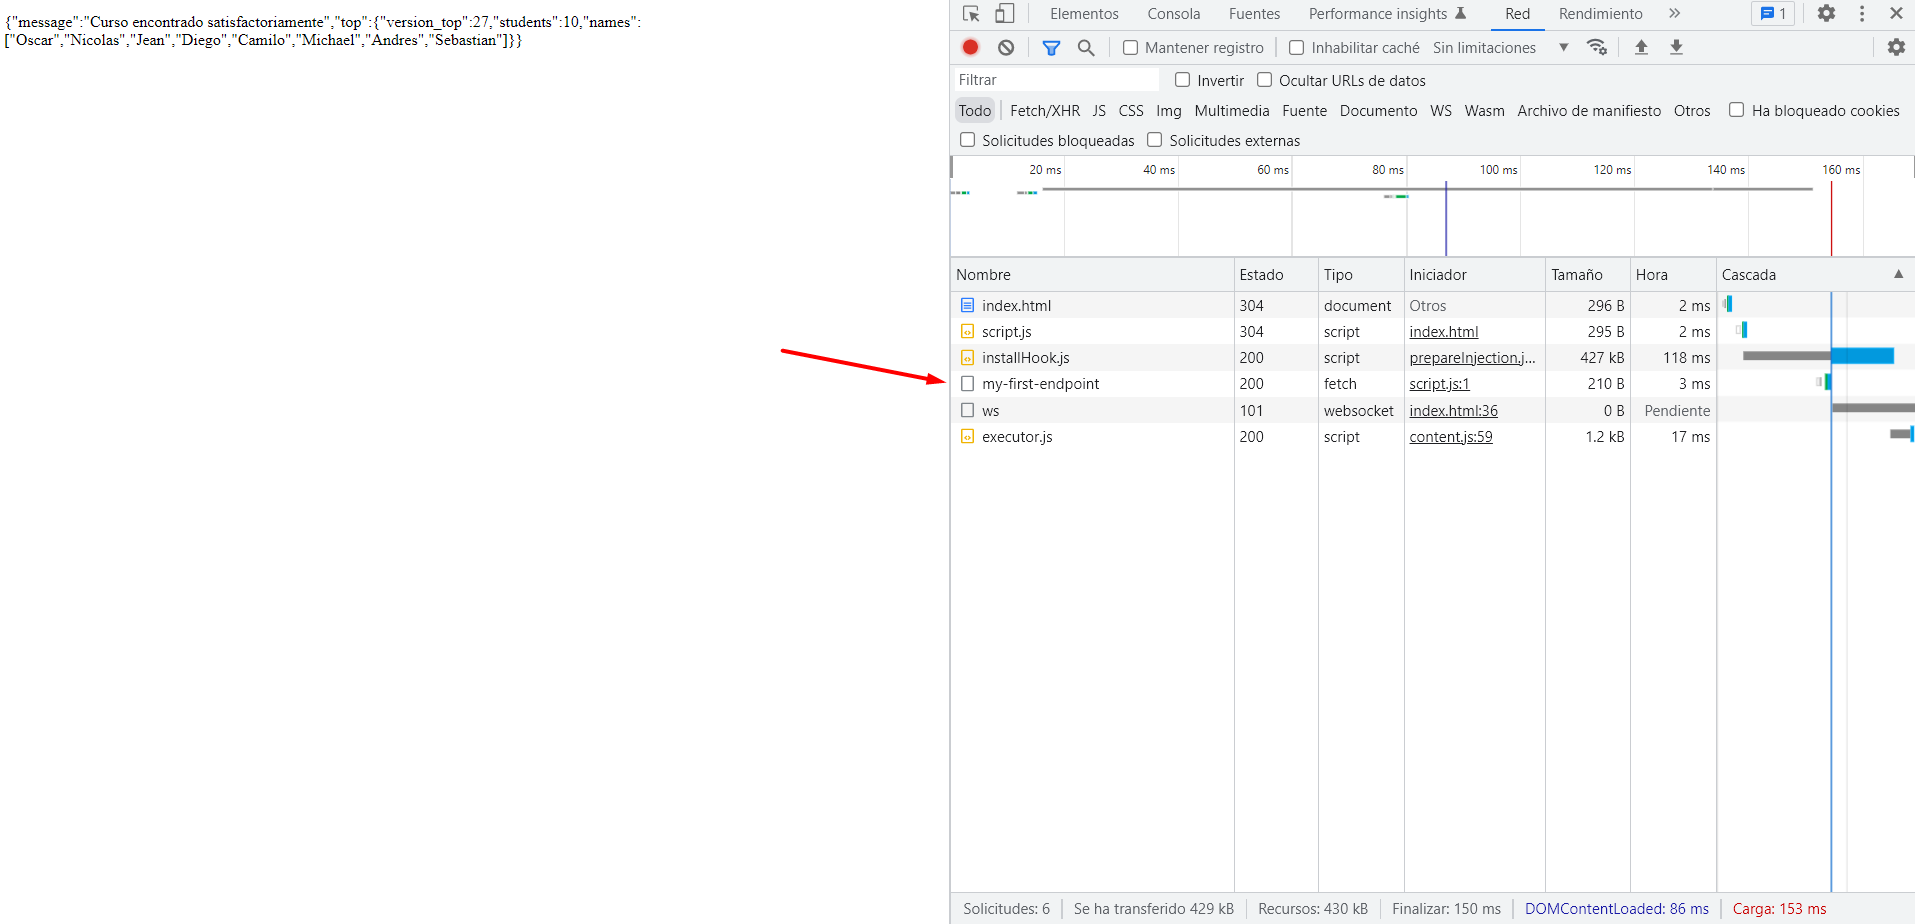 {"message":"Curso encontrado satisfactoriamente","top":{"version_top":27,"students":10,"names":
["Oscar","Nicolas","Jean","Diego","Camilo","Michael","Andres","Sebastian"]}}
Elementos Consola Fuentes Performance insights Red Rendimiento 1
Mantener registro Inhabilitar caché Sin limitaciones
Filtrar Invertir Ocultar URLs de datos
Todo Fetch/XHR JS CSS Img Multimedia Fuente Documento WS Wasm Archivo de manifiesto Otros Ha bloqueado cookies
Solicitudes bloqueadas Solicitudes externas
20 ms 40 ms 60 ms 80 ms 100 ms 120 ms 140 ms 160 ms
Nombre Estado Tipo Iniciador Tamaño Hora Cascada
index.html 304 document Otros 296 B 2 ms
script.js 304 script index.html 295 B 2 ms
installHook.js 200 script prepareInjection.j... 427 kB 118 ms
my-first-endpoint 200 fetch script.js:1 210 B 3 ms
ws 101 websocket index.html:36 0 B Pendiente
executor.js 200 script content.js:59 1.2 kB 17 ms
Solicitudes: 6 Se ha transferido 429 kB Recursos: 430 kB Finalizar: 150 ms DOMContentLoaded: 86 ms Carga: 153 ms